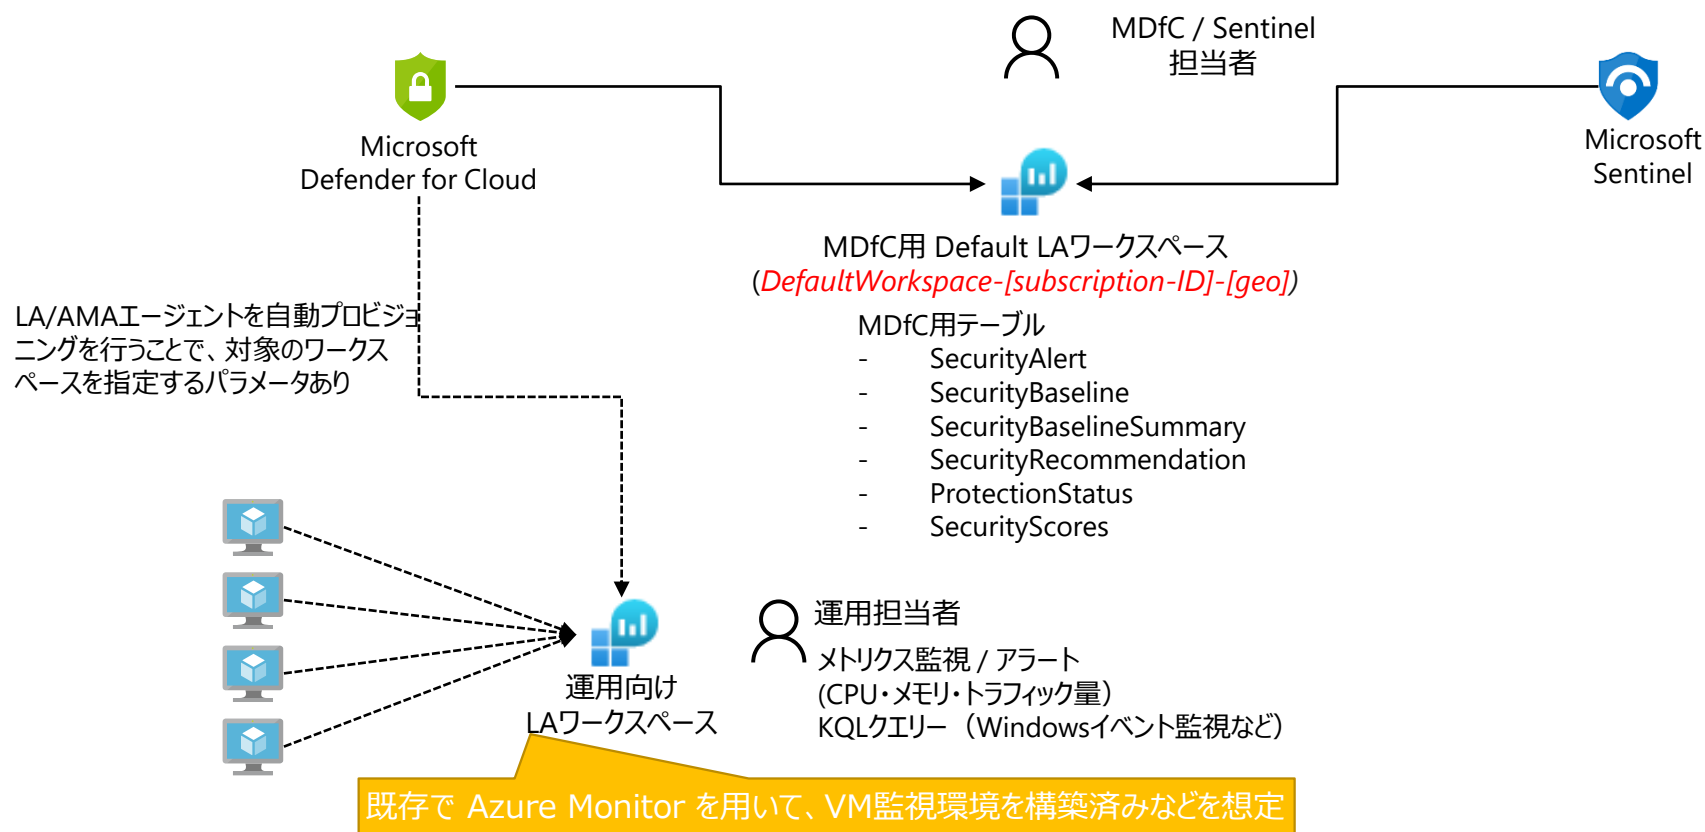 MDfC / Sentinel
担当者
Microsoft
Defender for Cloud
Microsoft
Sentinel
MDfC用 Default LAワークスペース
(DefaultWorkspace-[subscription-ID]-[geo])
LA/AMAエージェントを自動プロビジョ
ニングを行うことで、対象のワークス
ペースを指定するパラメータあり
MDfC用テーブル
- SecurityAlert
- SecurityBaseline
- SecurityBaselineSummary
- SecurityRecommendation
- ProtectionStatus
- SecurityScores
運用担当者
メトリクス監視 / アラート
(CPU・メモリ・トラフィック量）
KQLクエリー（Windowsイベント監視など）
運用向け
LAワークスペース
既存で Azure Monitor を用いて、VM監視環境を構築済みなどを想定